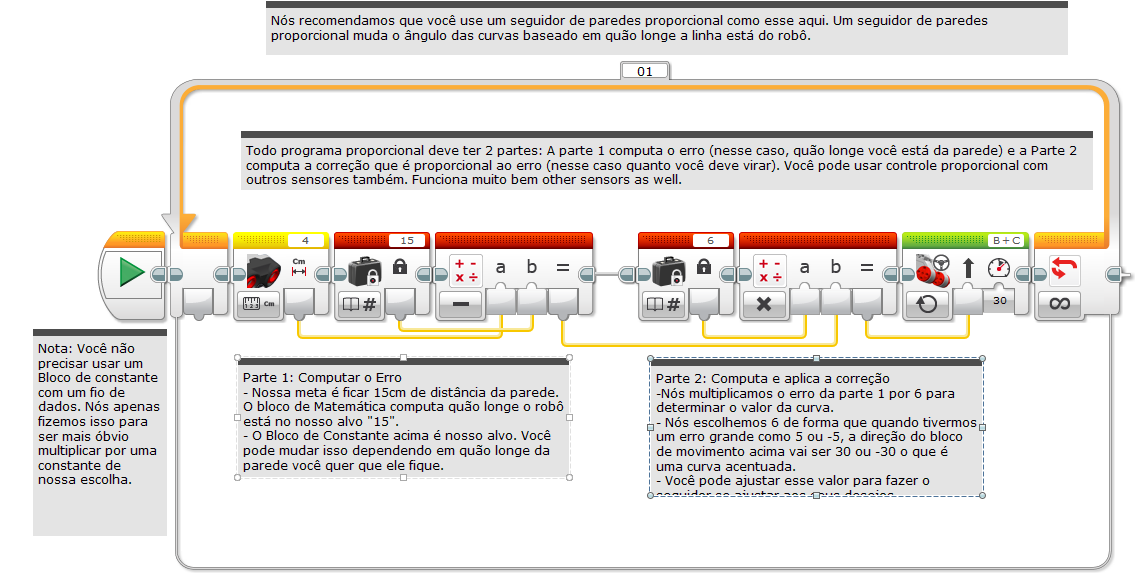 Nós recomendamos que você use um seguidor de paredes proporcional como esse aqui. Um seguidor de paredes
proporcional muda o ângulo das curvas baseado em quão longe a linha está do robô.
01
Todo programa proporcional deve ter 2 partes: A parte 1 computa o erro (nesse caso, quão longe você está da parede) e a Parte 2
computa a correção que é proporcional ao erro (nesse caso quanto você deve virar). Você pode usar controle proporcional com
outros sensores também. Funciona muito bem other sensors as well.
4
15
6
B+C
Cm
a b =
a b =
1 2 3 Cm
#
#
30
Nota: Você não
precisar usar um
Bloco de constante
com um fio de
dados. Nós apenas
fizemos isso para
ser mais óbvio
multiplicar por uma
constante de
nossa escolha.
Parte 1: Computar o Erro
- Nossa meta é ficar 15cm de distância da parede.
O bloco de Matemática computa quão longe o robô
está no nosso alvo "15".
- O Bloco de Constante acima é nosso alvo. Você
pode mudar isso dependendo em quão longe da
parede você quer que ele fique.
Parte 2: Computa e aplica a correção
-Nós multiplicamos o erro da parte 1 por 6 para
determinar o valor da curva.
- Nós escolhemos 6 de forma que quando tivermos
um erro grande como 5 ou -5, a direção do bloco
de movimento acima vai ser 30 ou -30 o que é
uma curva acentuada.
- Você pode ajustar esse valor para fazer o
seguidor se ajustar aos seus desejos